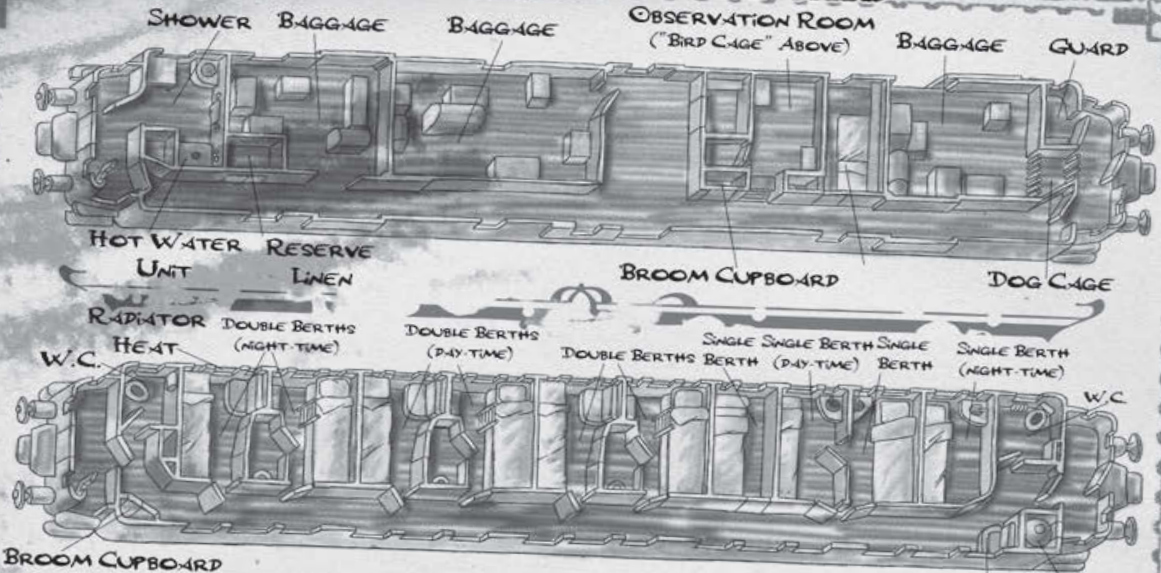 SHOWER
BAGGAGE
BAGGAGE
OBSERVATION ROOM
("BIRD CAGE" ABOVE)
BAGGAGE
GUARD
HOT WATER
UNIT
RESERVE
LINEN
BROOM CUPBOARD
DOG CAGE
RADIATOR
HEAT
DOUBLE BERTHS
(NIGHT-TIME)
DOUBLE BERTHS
(DAY-TIME)
DOUBLE BERTHS
SINGLE
BERTH
SINGLE BERTH
(DAY-TIME)
SINGLE
BERTH
SINGLE BERTH
(NIGHT-TIME)
W.C.
W.C
BROOM CUPBOARD